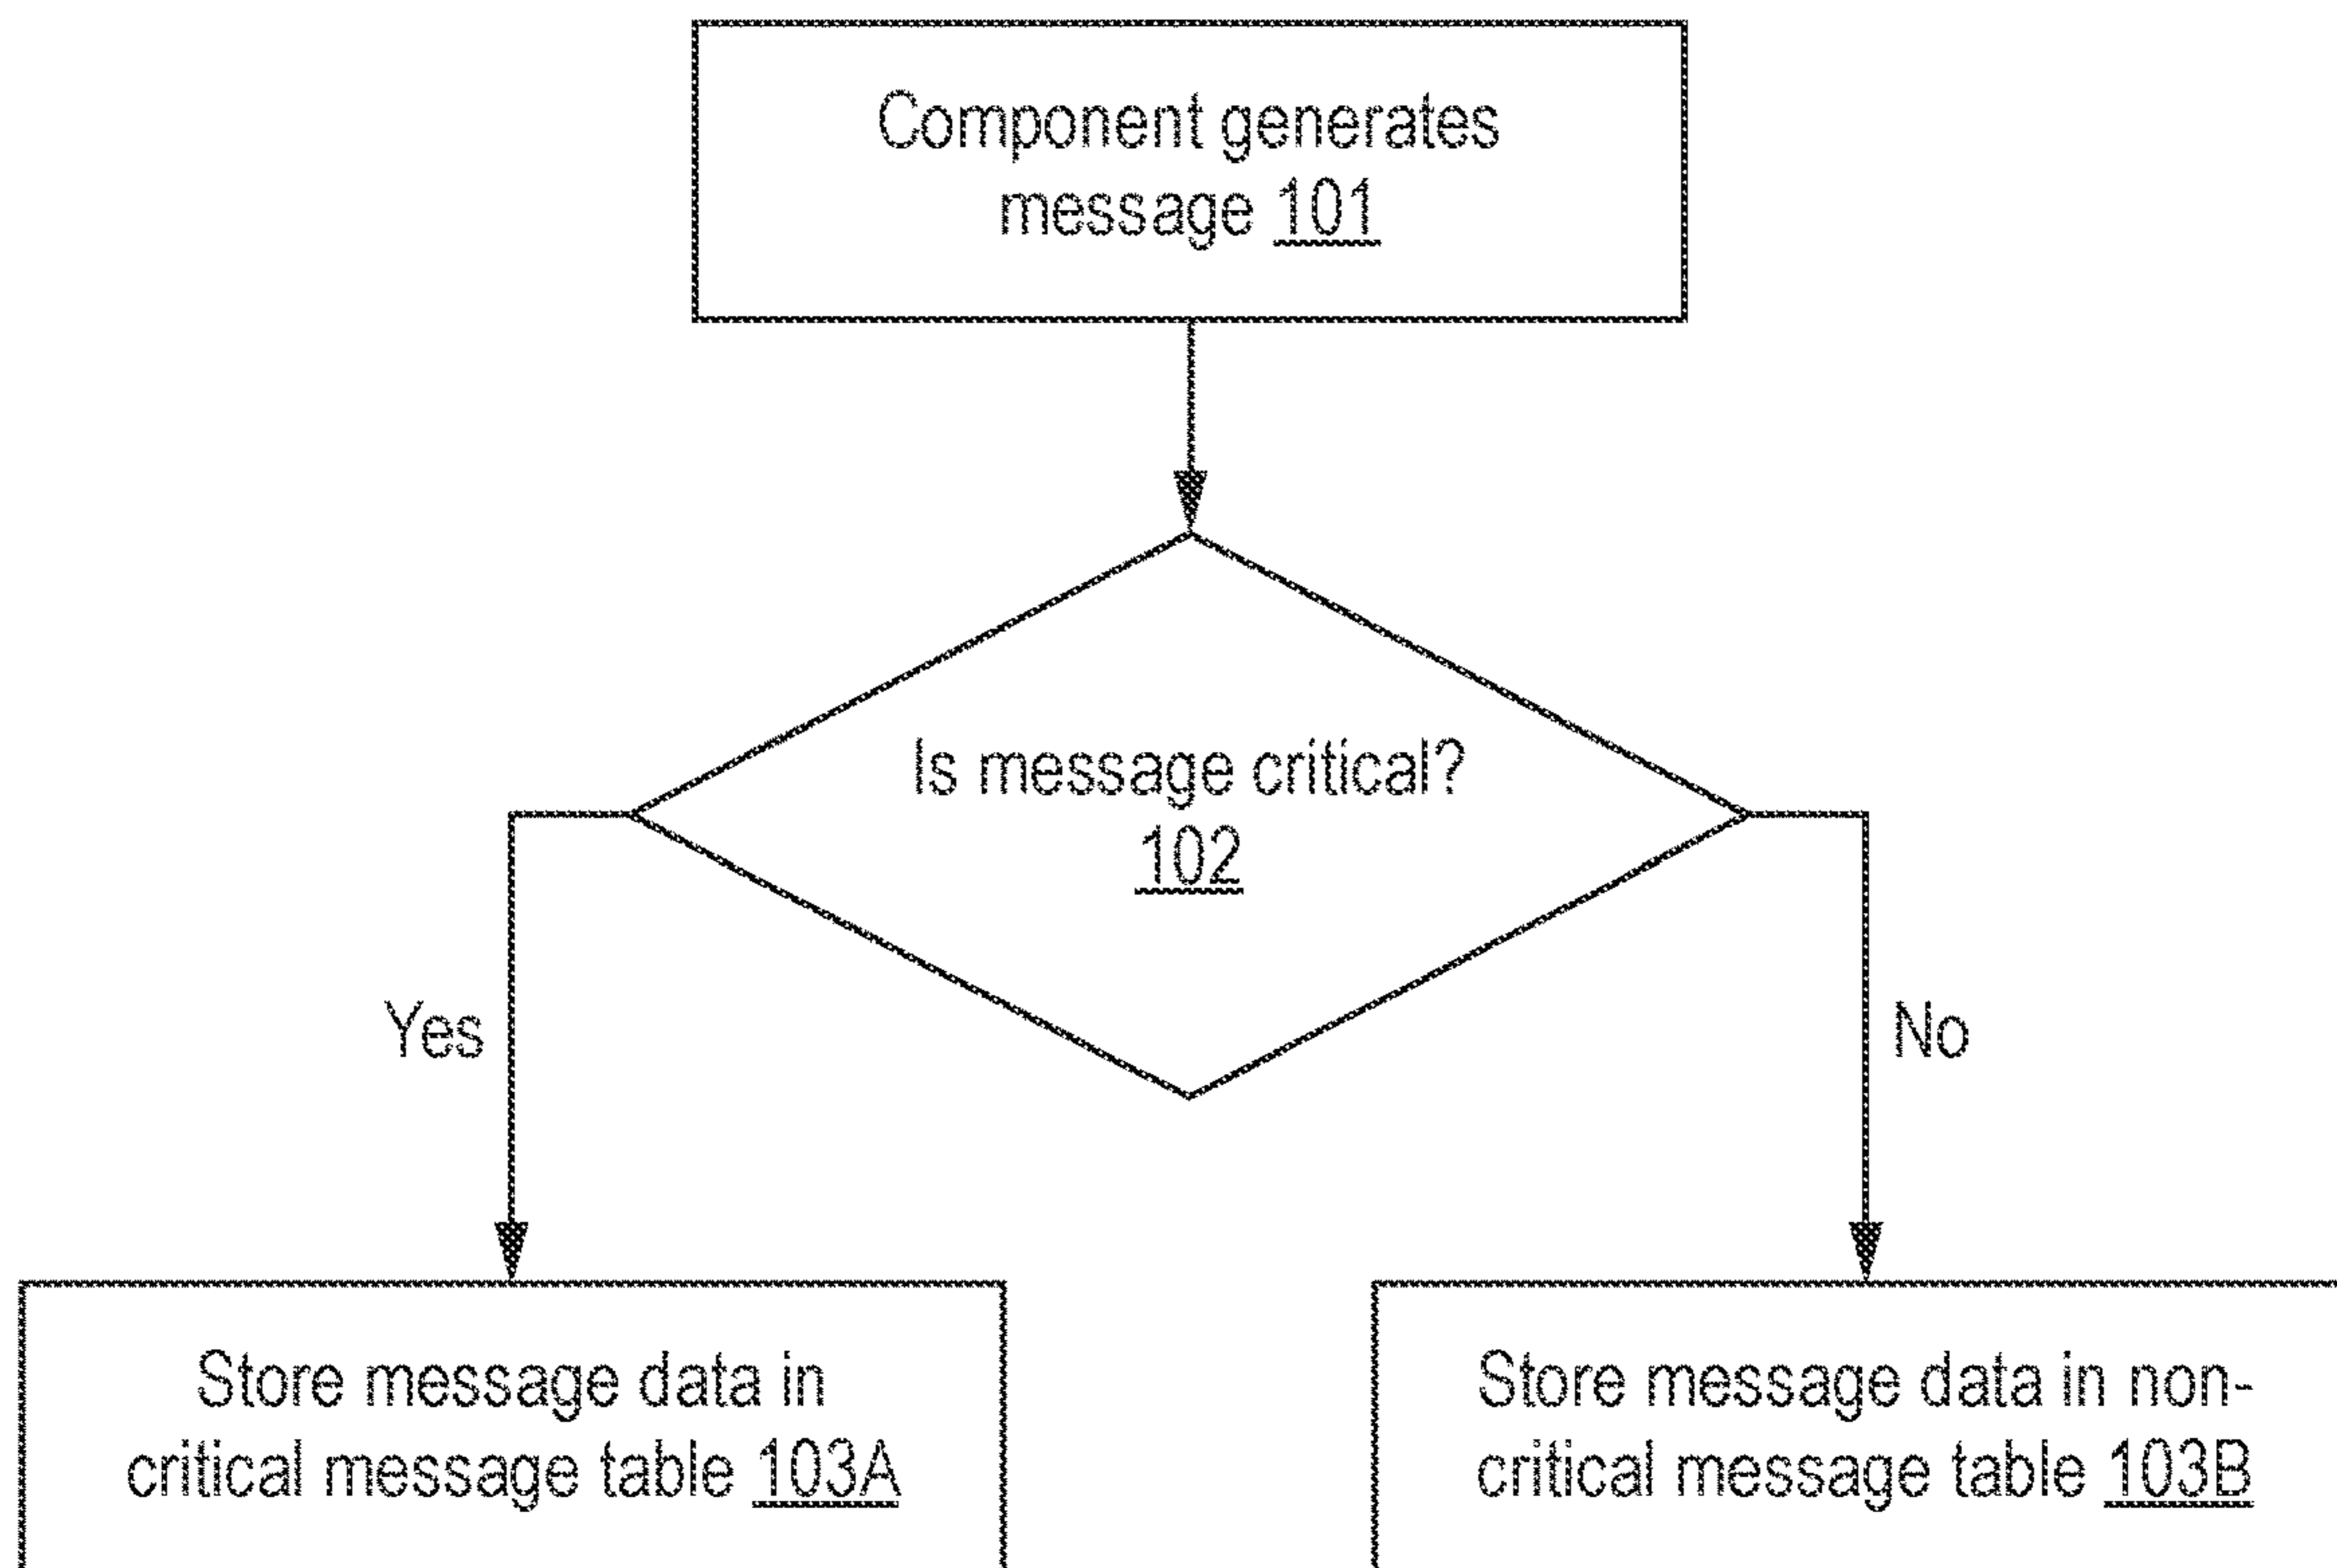 Component generates
message 101
Is message critical?
102
Yes
No
Store message data in
critical message table 103A
Store message data in non-
critical message table 103B